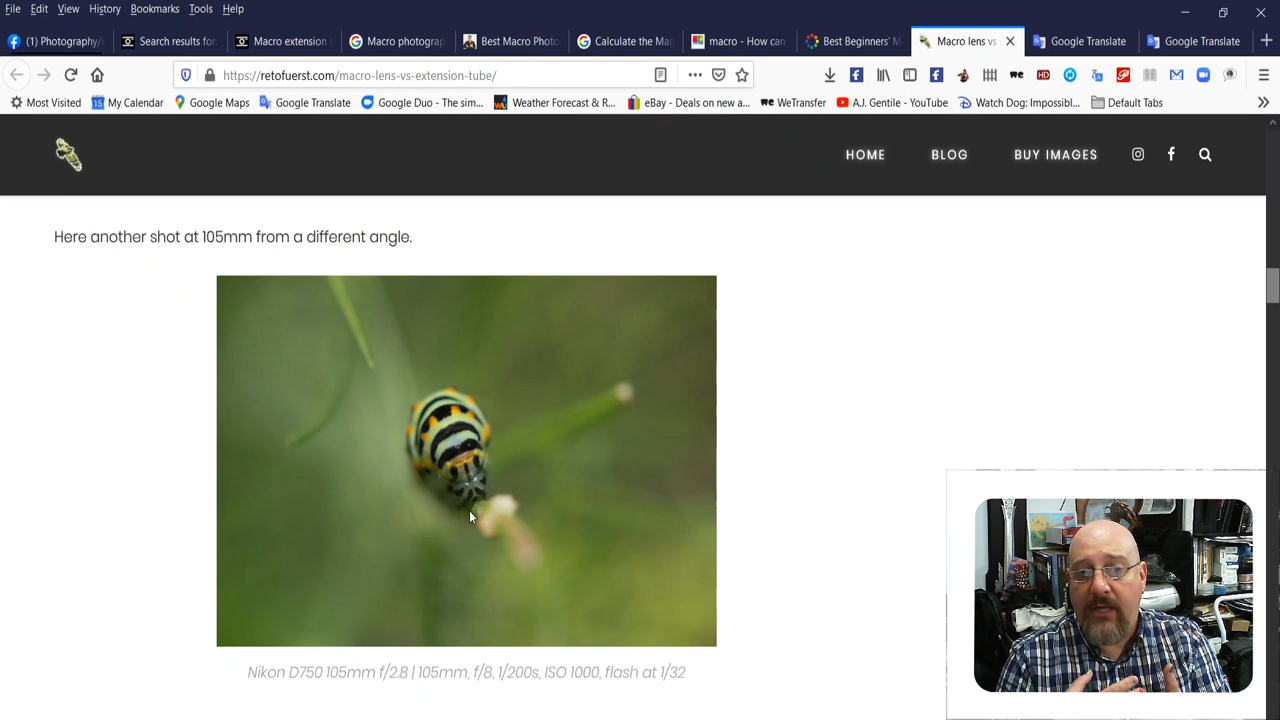 File Edit View History Bookmarks Tools Help
(1) Photography/ Search results fo Macro extension Macro photograp Best Macro Photo Calculate the Mag macro - How can Best Beginners' M Macro lens vs Google Translate Google Translate
https://retofuerst.com/macro-lens-vs-extension-tube/
Most Visited My Calendar Google Maps Google Translate Google Duo - The sim... Weather Forecast & R... eBay - Deals on new a... WeTransfer A.J. Gentile - YouTube Watch Dog: Impossibl... Default Tabs
HOME BLOG BUY IMAGES
Here another shot at 105mm from a different angle.
Nikon D750 105mm f/2.8 | 105mm, f/8, 1/200s, ISO 1000, flash at 1/32